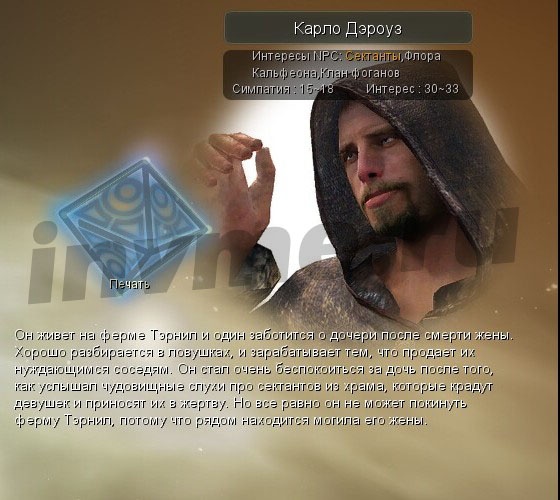 Карло Дэроуз
Интересы NPC: Сектанты,Флора
Кальфеона,Клан фоганов
Симпатия : 15~18 Интерес : 30~33
invme.ru
Печать
Он живет на ферме Тэрнил и один заботится о дочери после смерти жены.
Хорошо разбирается в ловушках, и зарабатывает тем, что продает их
нуждающимся соседям. Он стал очень беспокоиться за дочь после того,
как услышал чудовищные слухи про сектантов из храма, которые крадут
девушек и приносят их в жертву. Но все равно он не может покинуть
ферму Тэрнил, потому что рядом находится могила его жены.